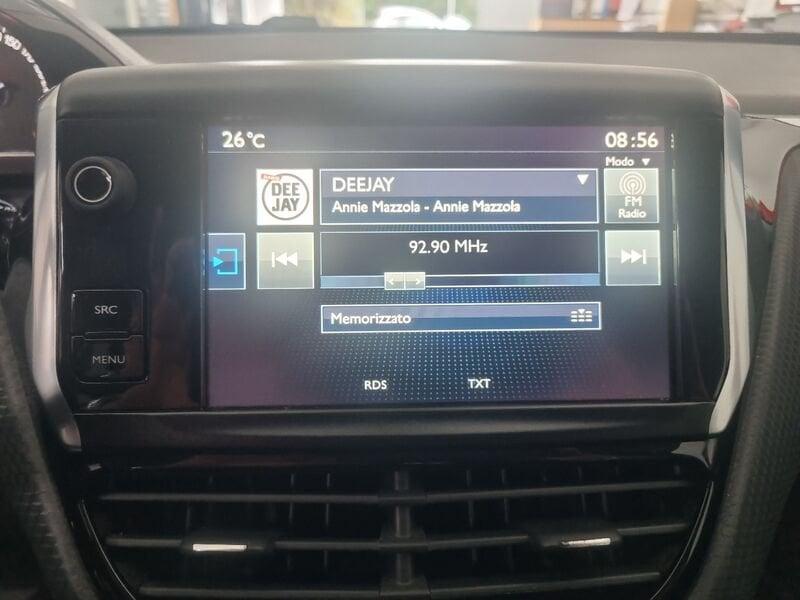 26°C
08:56
Modo
DEE
JAY
DEEJAY
Annie Mazzola - Annie Mazzola
FM
Radio
92.90 MHz
SRC
Memorizzato
MENU
RDS
TXT